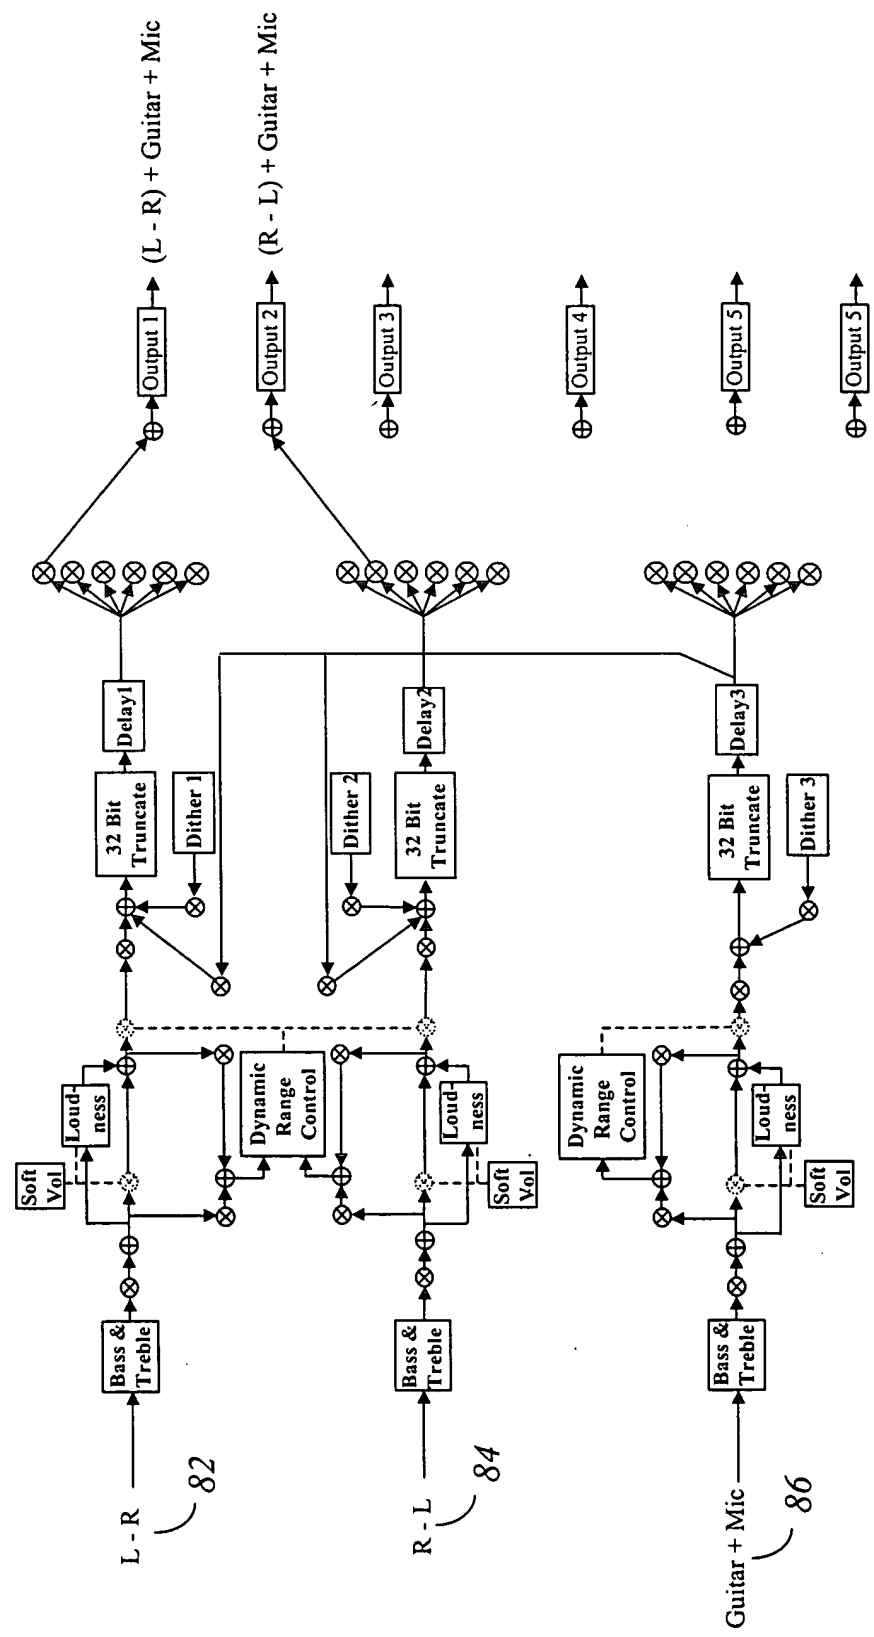 L - R
82
Bass &
Treble
Soft
Vol
Loud-
ness
32 Bit
Truncate
Dither 1
Delay1
Output 1
(L - R) + Guitar + Mic
Dynamic
Range
Control
R - L
84
Bass &
Treble
Soft
Vol
Loud-
ness
Dither 2
32 Bit
Truncate
Delay2
Output 2
(R - L) + Guitar + Mic
Output 3
Output 4
Guitar + Mic
86
Bass &
Treble
Dynamic
Range
Control
Soft
Vol
Loud-
ness
32 Bit
Truncate
Dither 3
Delay3
Output 5
Output 5